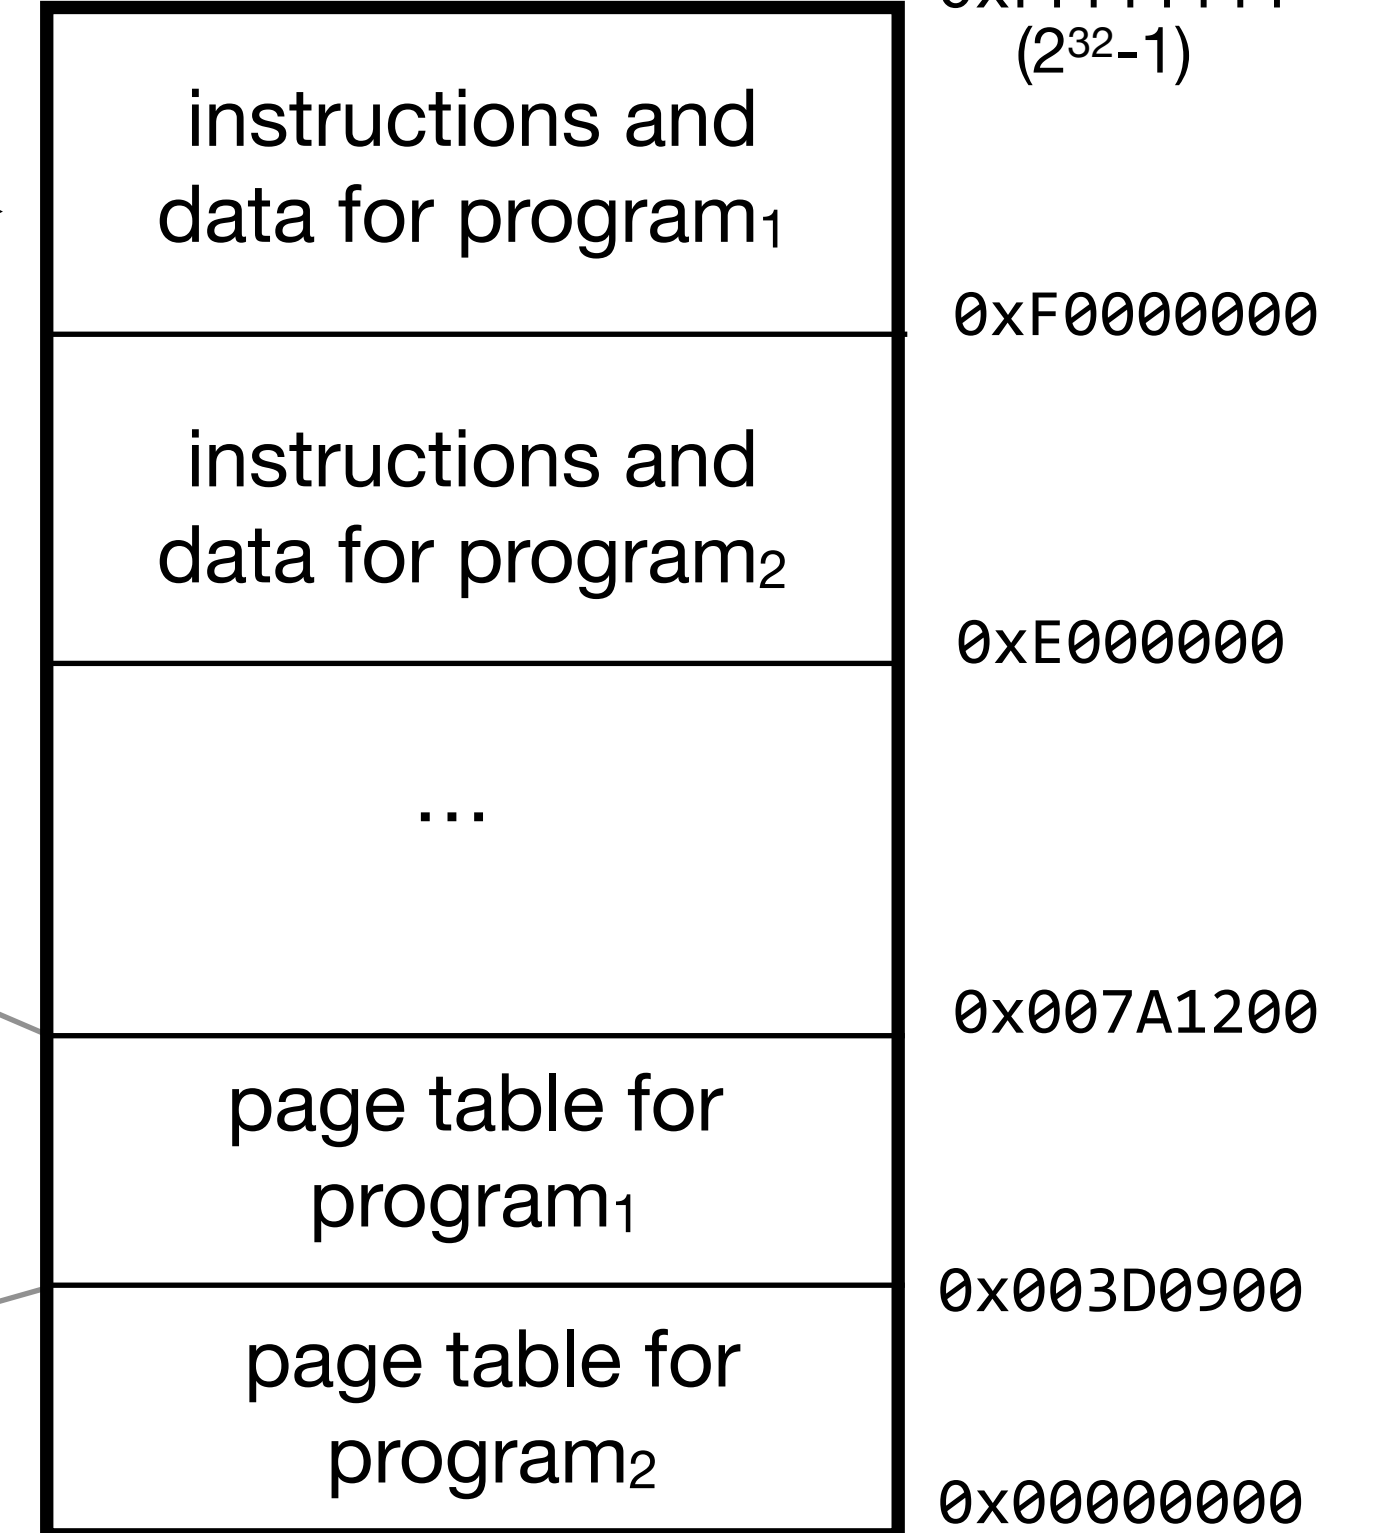 (2³²-1)
instructions and
data for program₁
0xF0000000
instructions and
data for program₂
0xE000000
...
0x007A1200
page table for
program₁
0x003D0900
page table for
program₂
0x00000000